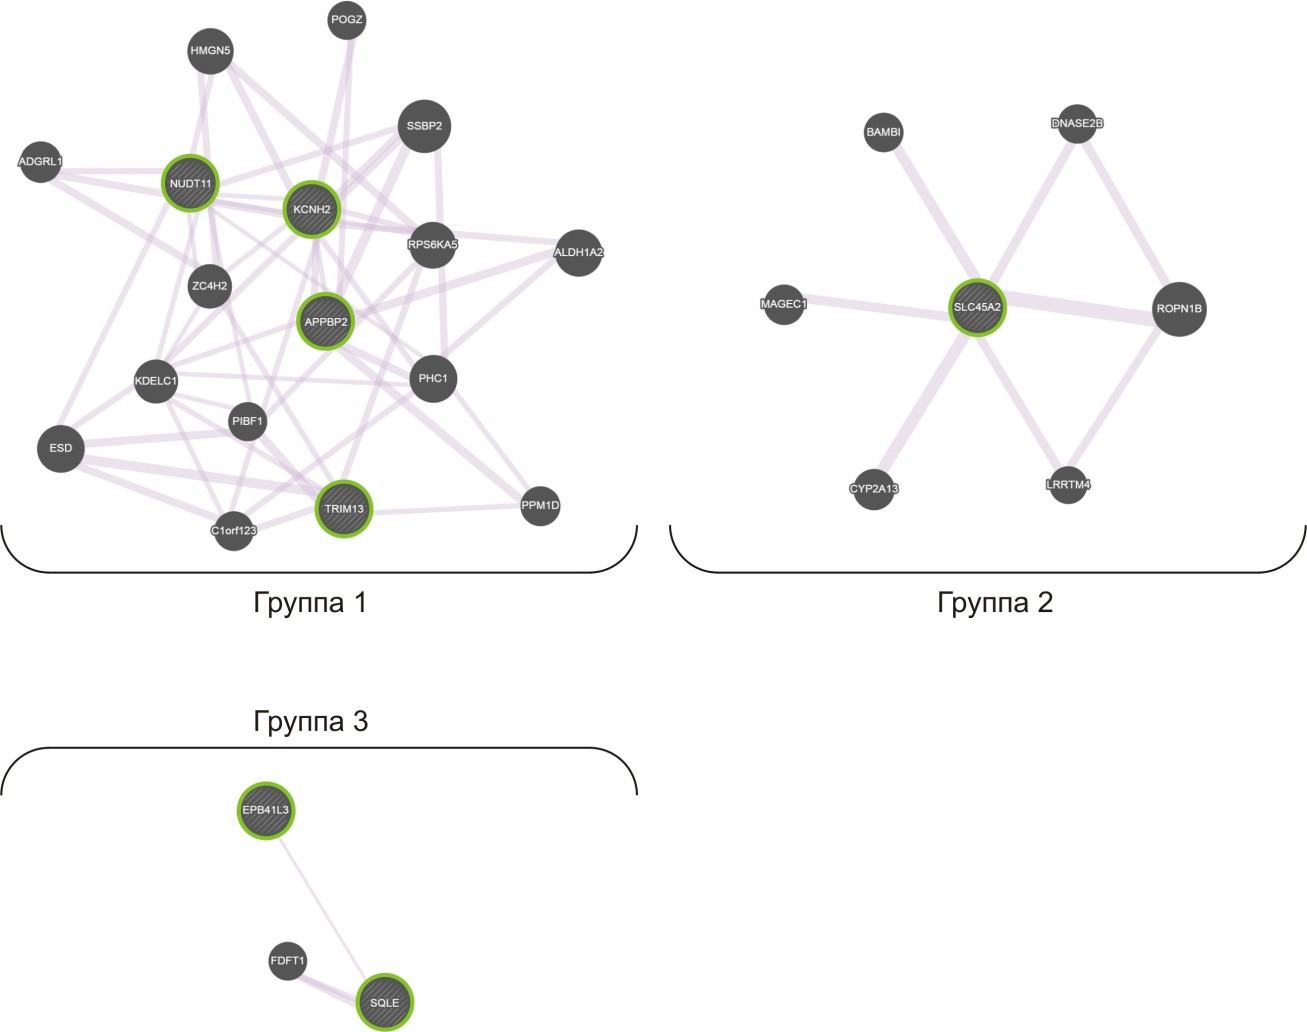 POGZ
HMGN5
SSBP2
ADGRL1
NUDT11
KCNH2
RPS6KA5
ALDH1A2
ZC4H2
APPBP2
KDELC1
PHC1
PIBF1
ESD
TRIM13
PPM1D
C1orf123
Группа 1
BAMBI
DNASE2B
MAGEC1
SLC45A2
ROPN1B
CYP2A13
LRRTM4
Группа 2
Группа 3
EPB41L3
FDFT1
SQLE